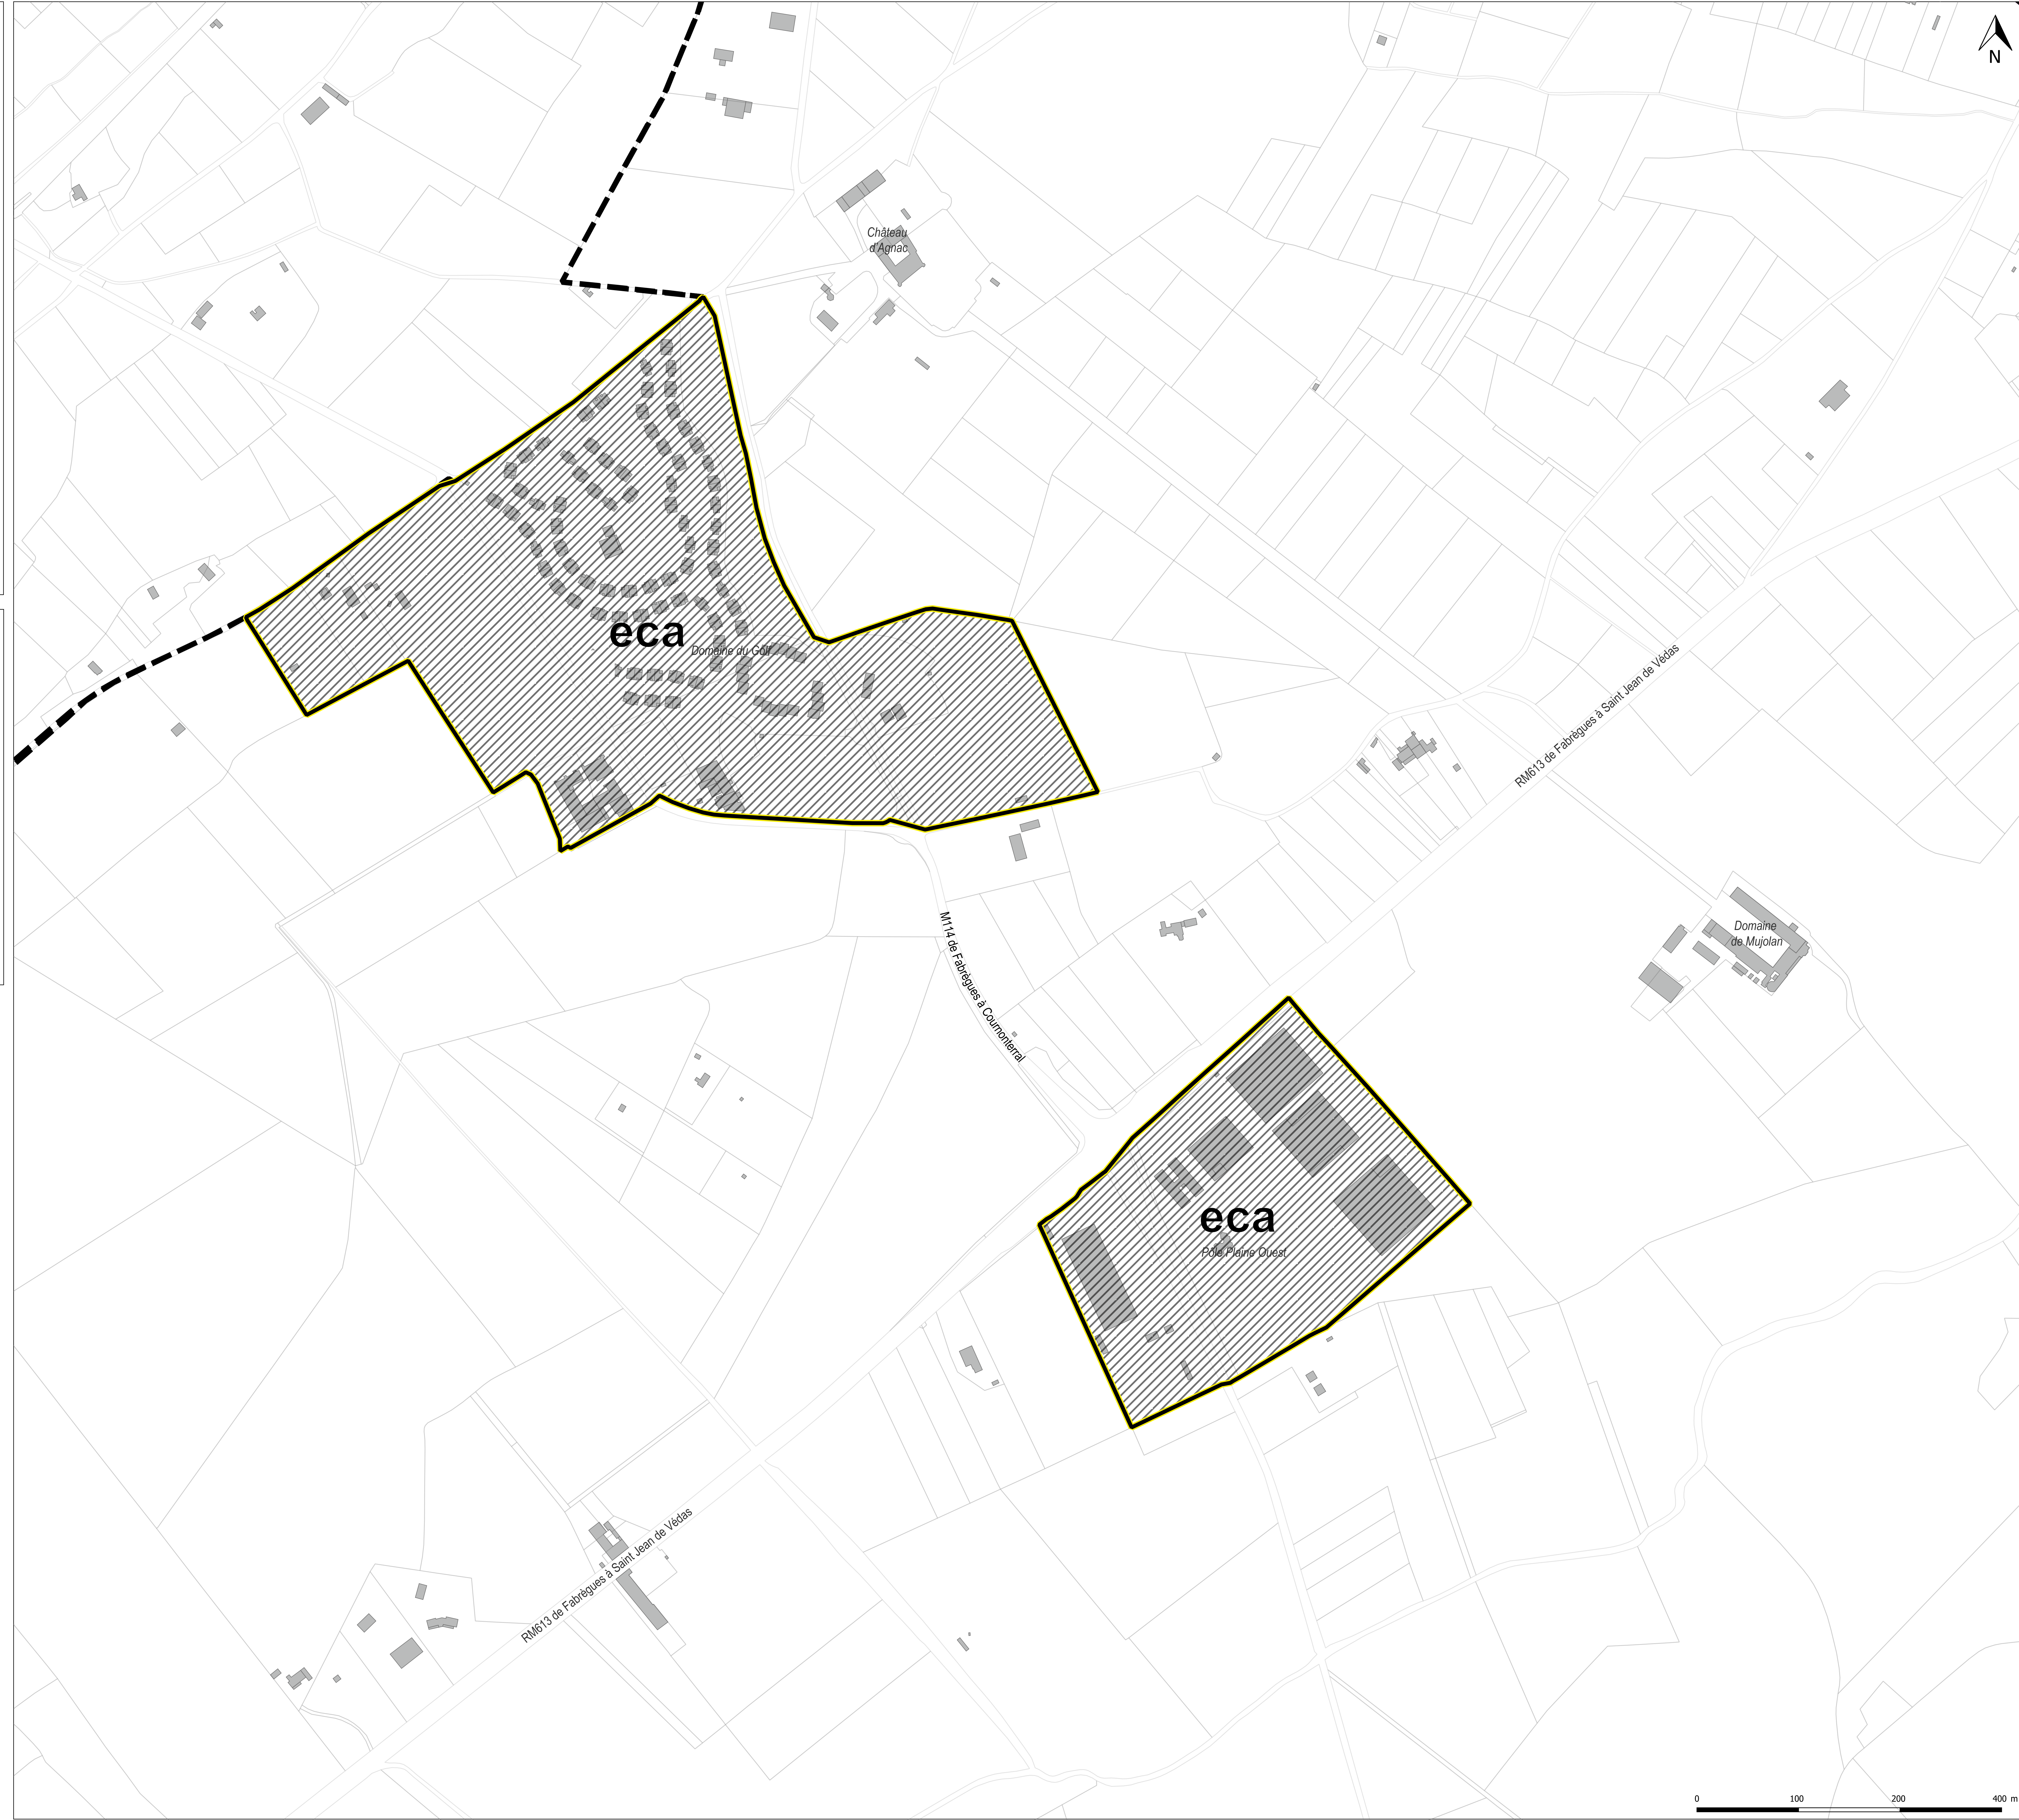 N
Château
d'Agnac
eca
Domaine du Golf
RM613 de Fabrègues à Saint Jean de Védas
M114 de Fabrègues à Cournonterral
Domaine
de Mujolan
eca
Pôle Plaine Ouest
RM613 de Fabrègues à Saint Jean de Védas
0 100 200 400 m